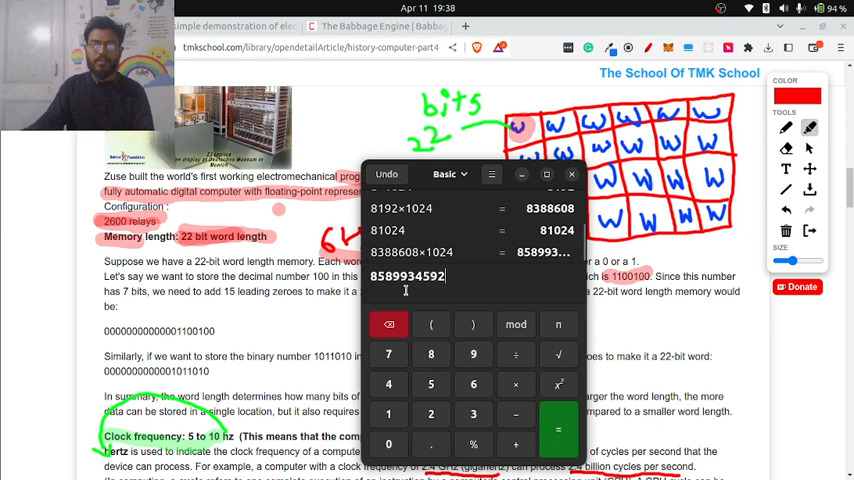 Apr 11 19:38
simple demonstration of elec
The Babbage Engine | Babbag
tmkschool.com/library/opendetailArticle/history-computer-part4
94 %
The School Of TMK School
bits
22
w w w w w w
w w w w w
w w w
w w w
Zuse built the world's first working electromechanical prog
fully automatic digital computer with floating-point represen
Configuration :
2600 relays
Memory length: 22 bit word length
Suppose we have a 22-bit word length memory. Each wor
r a 0 or a 1.
Let's say we want to store the decimal number 100 in this
ich is 1100100. Since this number
has 7 bits, we need to add 15 leading zeroes to make it a
a 22-bit word length memory would
be:
0000000000000001100100
Similarly, if we want to store the binary number 1011010 in
oes to make it a 22-bit word:
0000000000000001011010
In summary, the word length determines how many bits of
arger the word length, the more
data can be stored in a single location, but it also requires
ompared to a smaller word length.
Clock frequency: 5 to 10 hz (This means that the comp
hertz is used to indicate the clock frequency of a compute
of cycles per second that the
device can process. For example, a computer with a clock frequency of 2.4 GHz (gigahertz) can process 2.4 billion cycles per second.
Undo
Basic
8192×1024 = 8388608
81024 = 81024
8388608×1024 = 858993...
8589934592
( ) mod π
7 8 9 ÷ √
4 5 6 × x²
1 2 3 −
0 . % + =
COLOR
TOOLS
T
SIZE
Donate